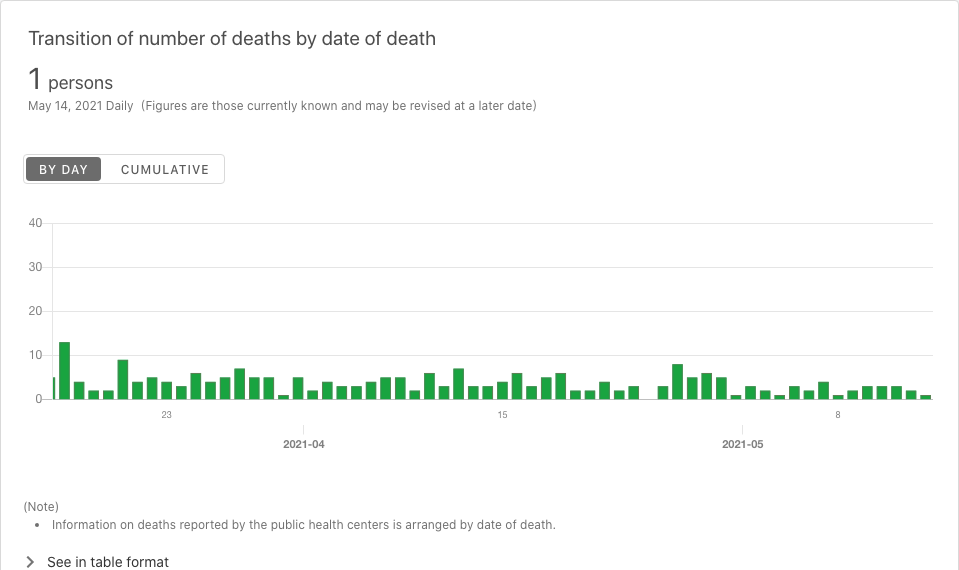 Transition of number of deaths by date of death
1 persons
May 14, 2021 Daily (Figures are those currently known and may be revised at a later date)
BY DAY CUMULATIVE
40
30
20
10
0
23 15 8
2021-04 2021-05
(Note)
• Information on deaths reported by the public health centers is arranged by date of death.
See in table format